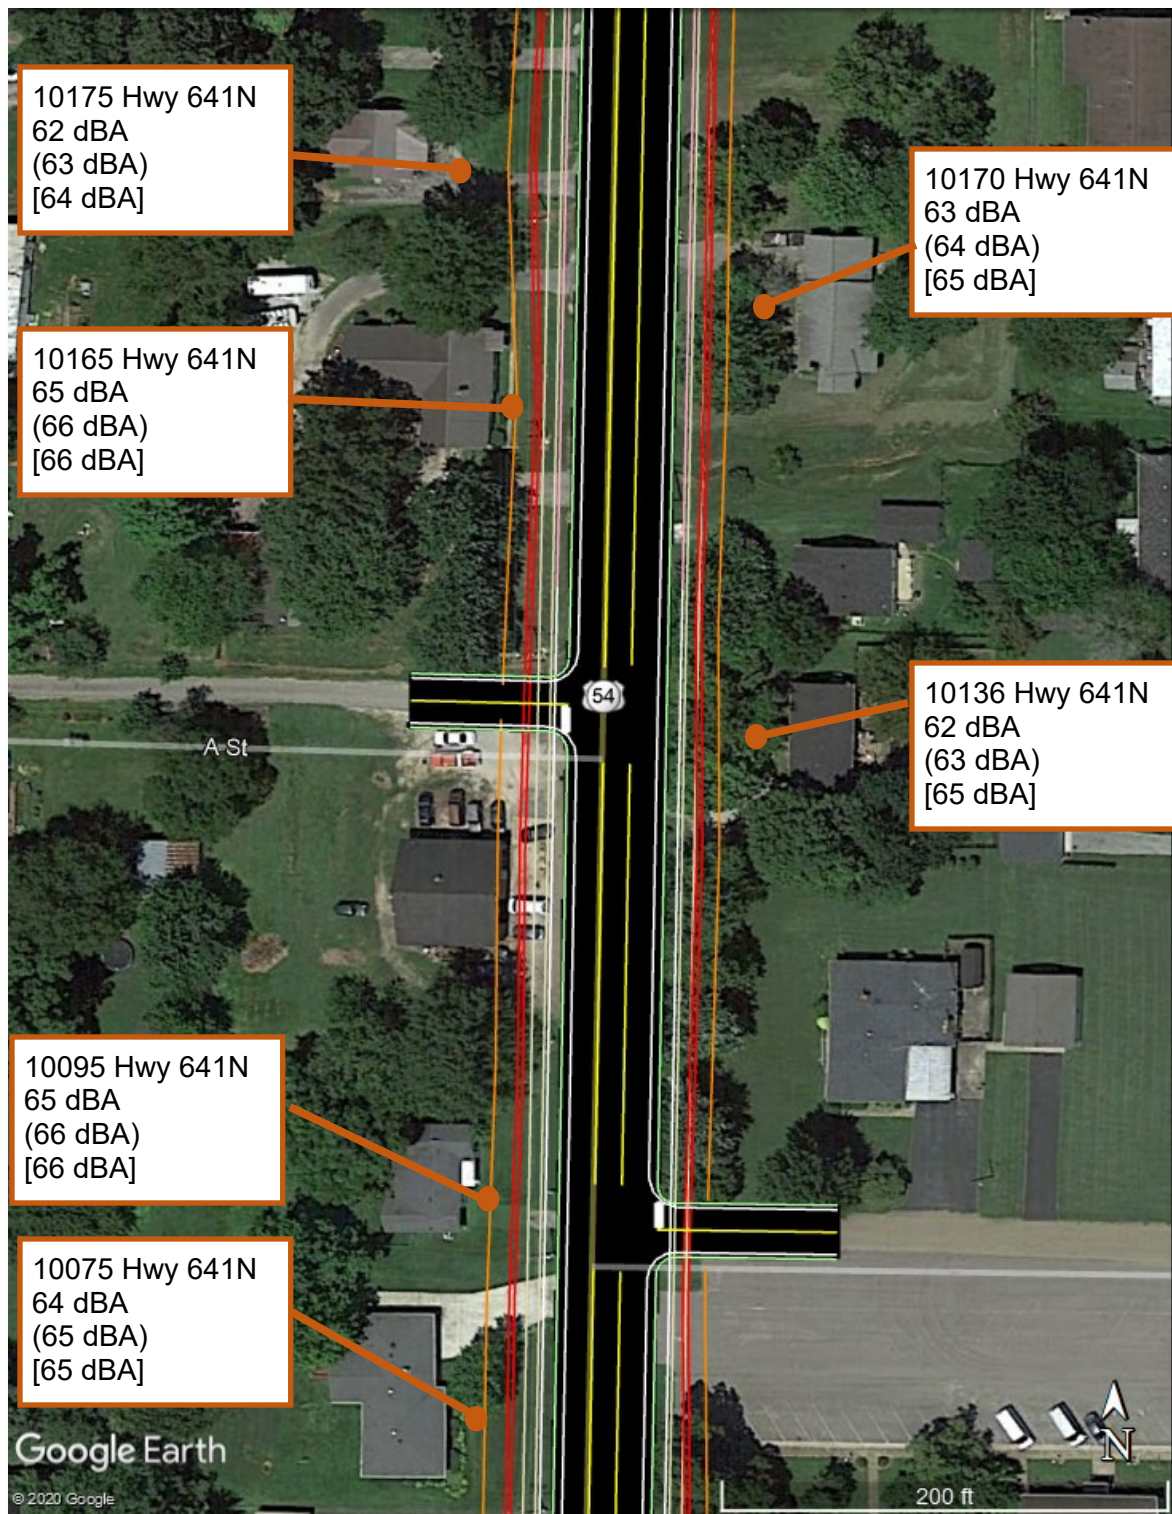 10175 Hwy 641N
62 dBA
(63 dBA)
[64 dBA]
10170 Hwy 641N
63 dBA
(64 dBA)
[65 dBA]
10165 Hwy 641N
65 dBA
(66 dBA)
[66 dBA]
54
A St
10136 Hwy 641N
62 dBA
(63 dBA)
[65 dBA]
10095 Hwy 641N
65 dBA
(66 dBA)
[66 dBA]
10075 Hwy 641N
64 dBA
(65 dBA)
[65 dBA]
N
Google Earth
© 2020 Google
200 ft